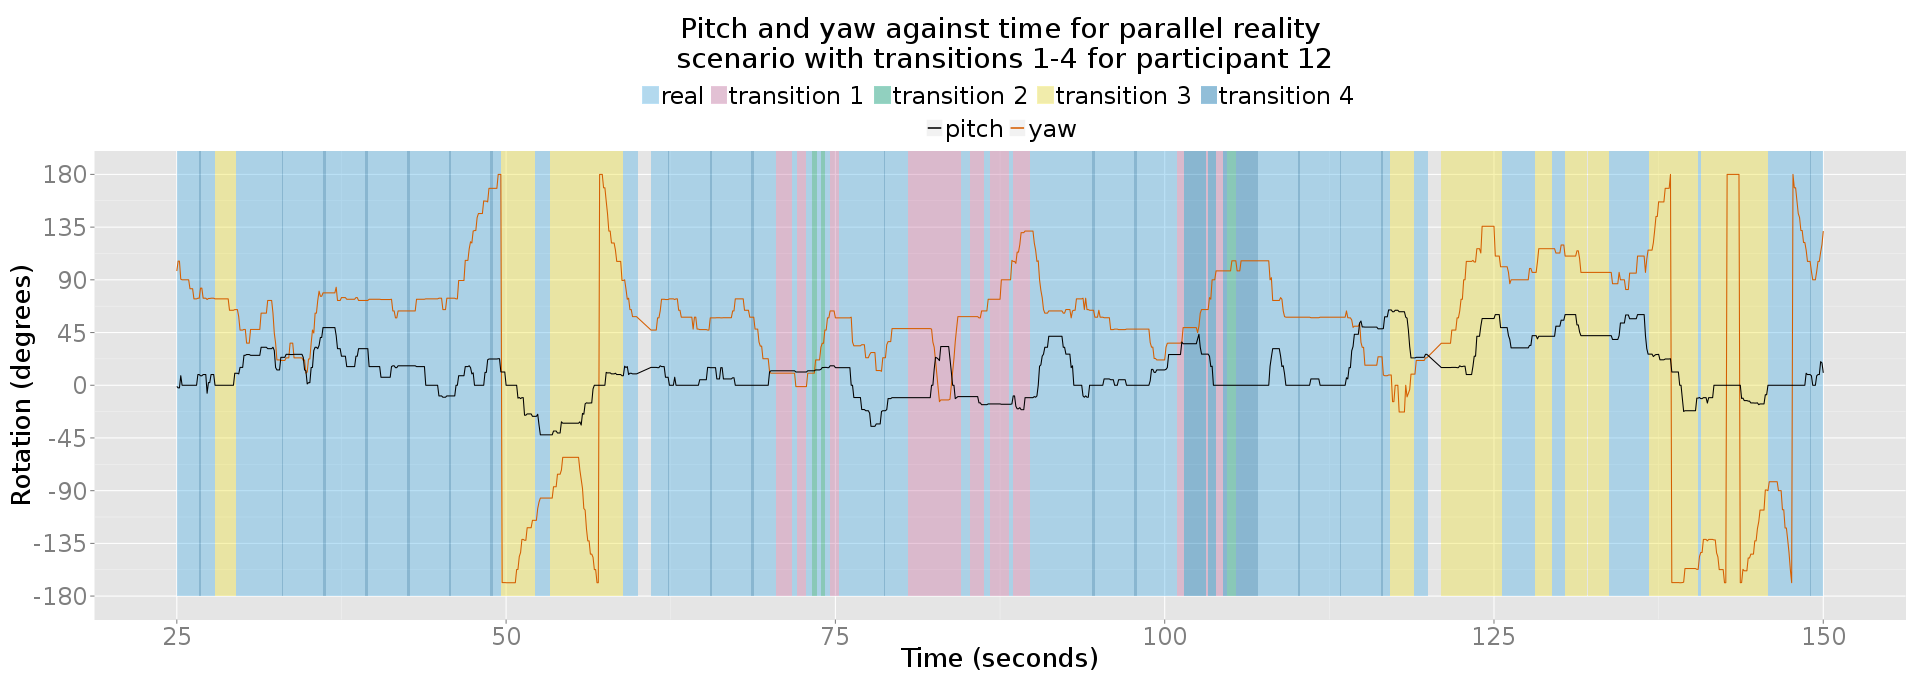 Pitch and yaw against time for parallel reality
scenario with transitions 1-4 for participant 12
real transition 1 transition 2 transition 3 transition 4
pitch yaw
180
135
90
45
0
-45
-90
-135
-180
Rotation (degrees)
25 50 75 100 125 150
Time (seconds)